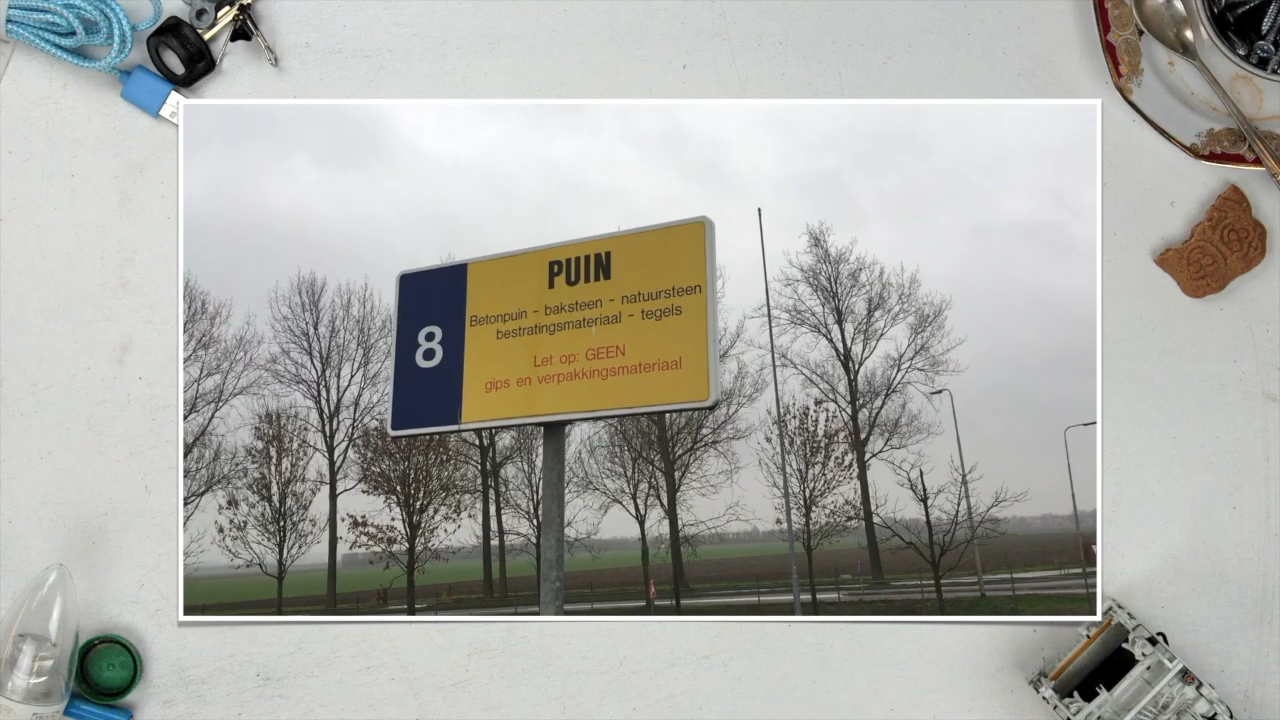 8
PUIN
Betonpuin - baksteen - natuursteen
bestratingsmateriaal - tegels
Let op: GEEN
gips en verpakkingsmateriaal